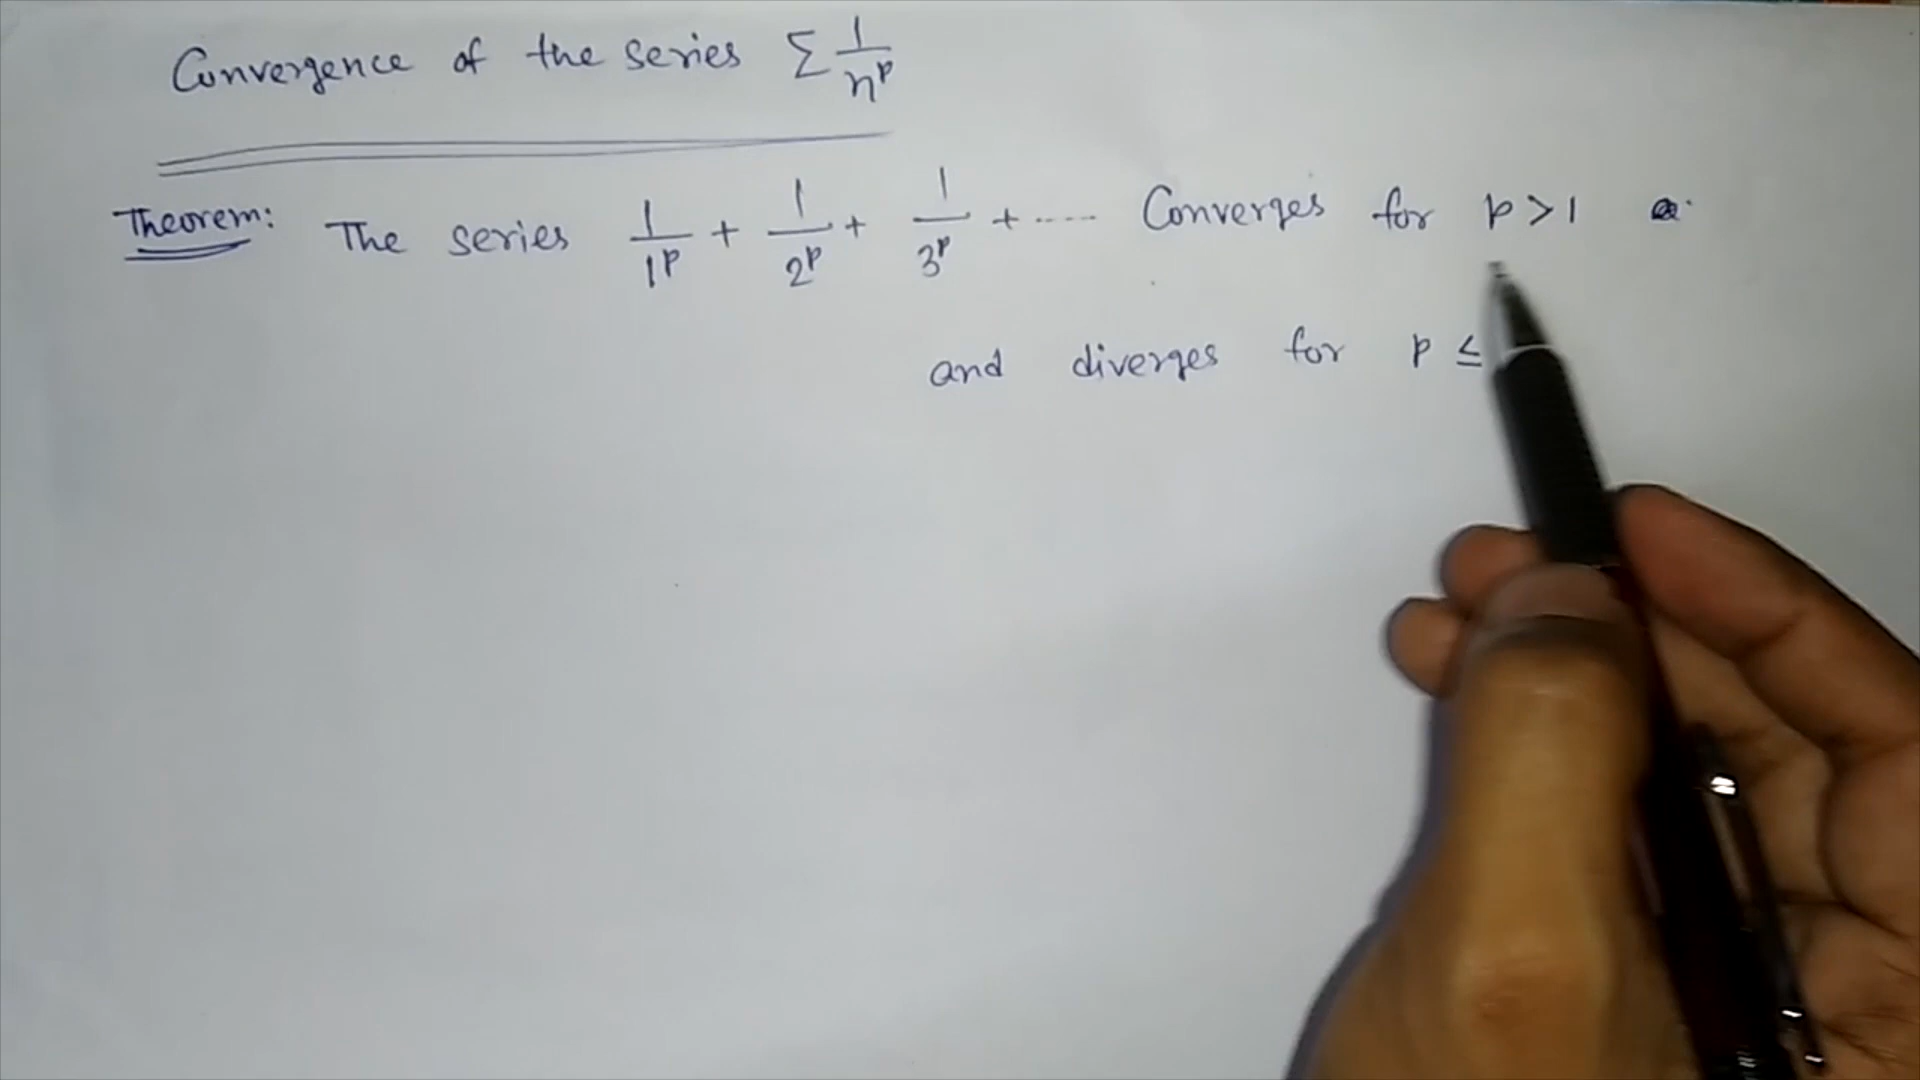 Convergence of the series Σ 1/n^p
Theorem: The series 1/1^p + 1/2^p + 1/3^p + ..... Converges for p > 1
and diverges for p ≤